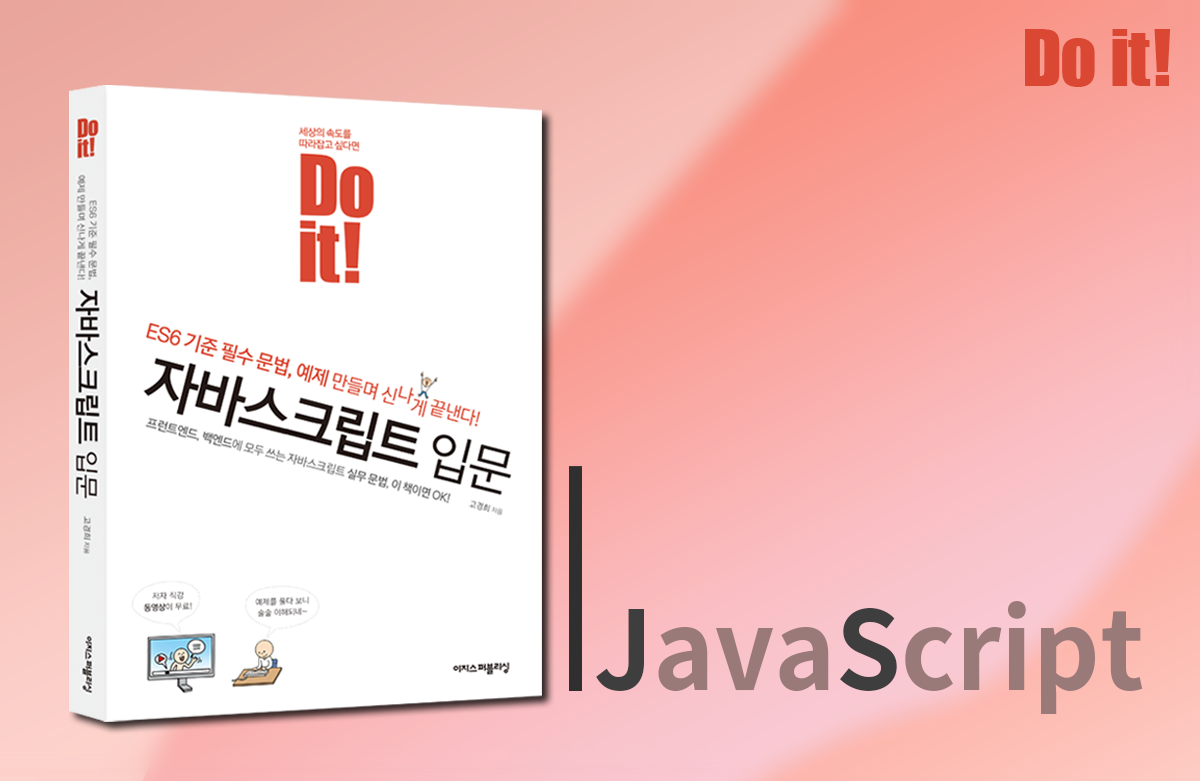 Do it!
Do
it!
ES6 기준 필수 문법,
예제 만들며 신나게 끝낸다!
자바스크립트 입문
고경희 지음
이지스 퍼블리싱
세상의 속도를
따라잡고 싶다면
Do
it!
ES6 기준 필수 문법, 예제 만들며 신나게 끝낸다!
자바스크립트 입문
프런트엔드, 백엔드에 모두 쓰는 자바스크립트 실무 문법, 이 책이면 OK!
고경희 지음
저자 직강
동영상이 무료!
예제를 풀다 보니
술술 이해되네~
이지스 퍼블리싱
JavaScript